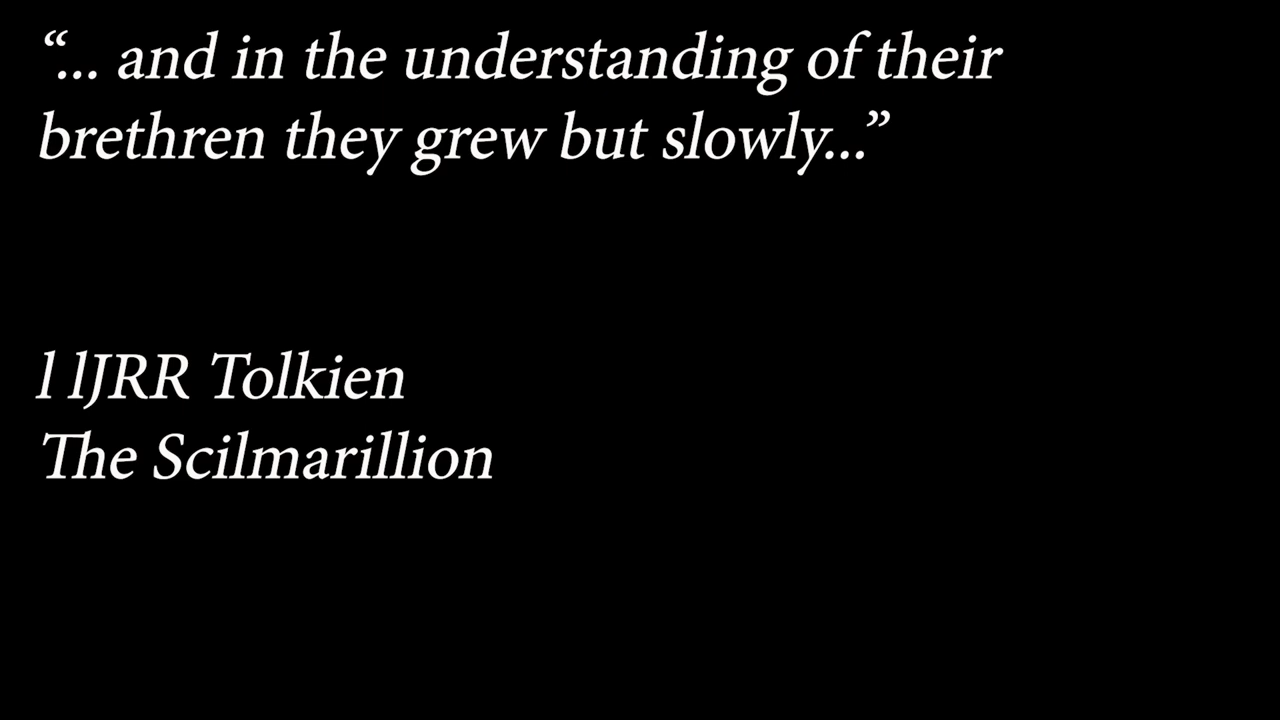 “... and in the understanding of their
brethren they grew but slowly...”
l lJRR Tolkien
The Scilmarillion